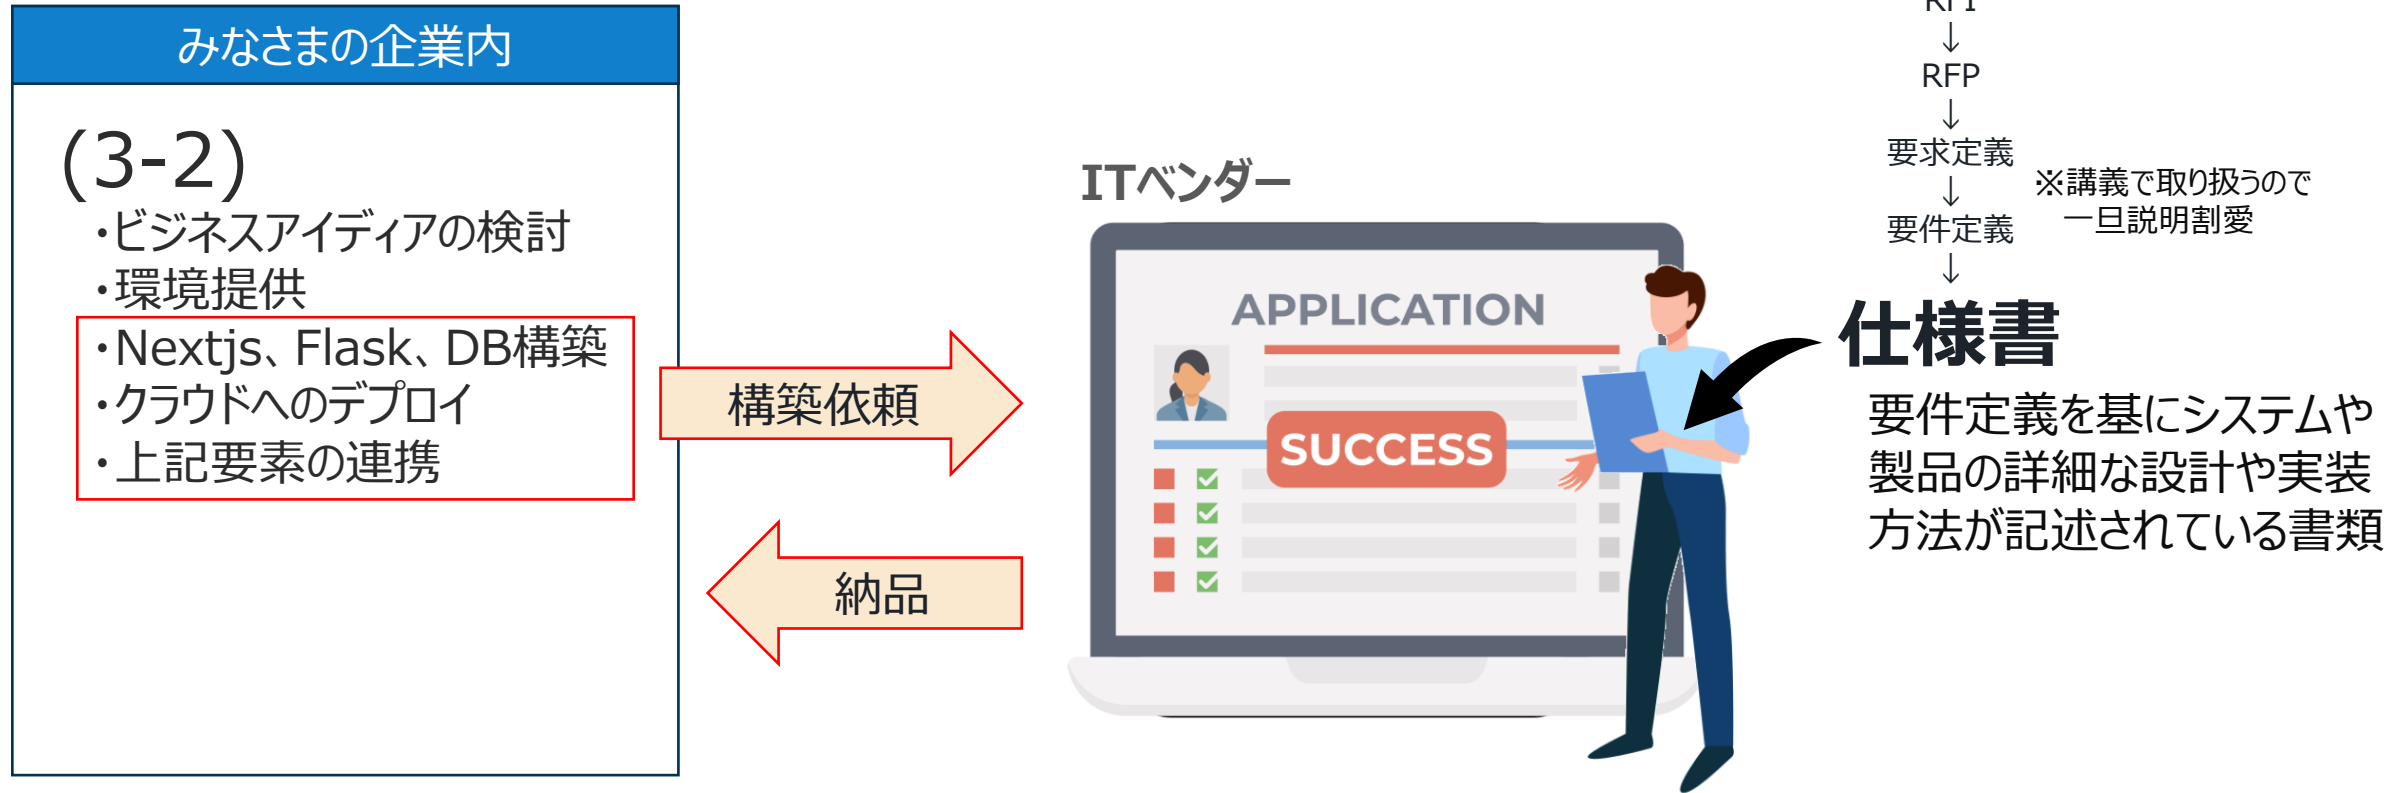 みなさまの企業内
(3-2)
・ビジネスアイディアの検討
・環境提供
・Nextjs、Flask、DB構築
・クラウドへのデプロイ
・上記要素の連携
構築依頼
納品
ITベンダー
APPLICATION
SUCCESS
RFI
↓
RFP
↓
要求定義
↓
要件定義
↓
※講義で取り扱うので
一旦説明割愛
仕様書
要件定義を基にシステムや
製品の詳細な設計や実装
方法が記述されている書類